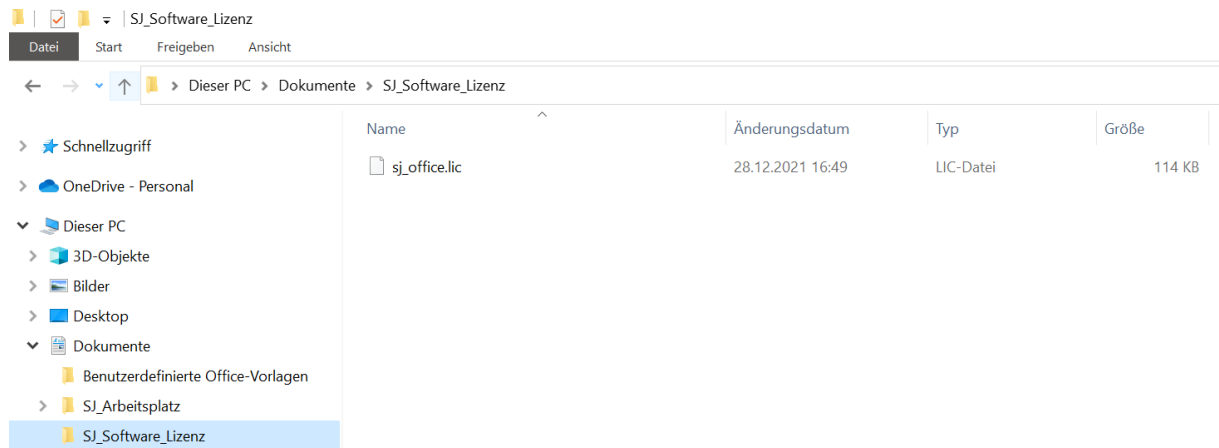 SJ_Software_Lizenz
Datei Start Freigeben Ansicht
Dieser PC > Dokumente > SJ_Software_Lizenz
Name Änderungsdatum Typ Größe
sj_office.lic 28.12.2021 16:49 LIC-Datei 114 KB
Schnellzugriff
OneDrive - Personal
Dieser PC
3D-Objekte
Bilder
Desktop
Dokumente
Benutzerdefinierte Office-Vorlagen
SJ_Arbeitsplatz
SJ_Software_Lizenz